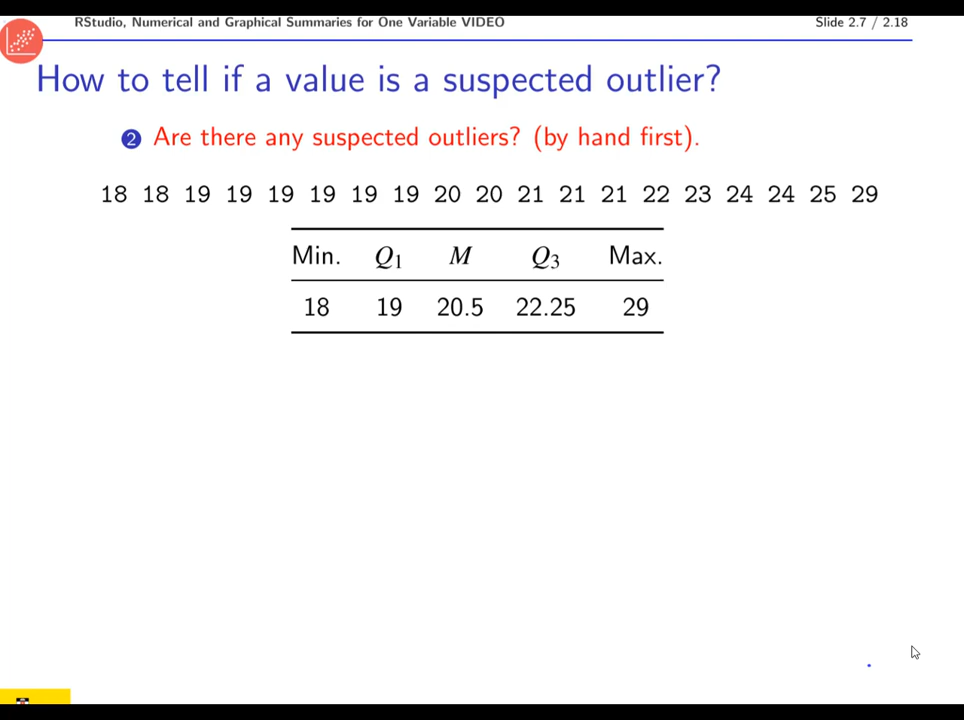 RStudio, Numerical and Graphical Summaries for One Variable VIDEO Slide 2.7 / 2.18
How to tell if a value is a suspected outlier?
2 Are there any suspected outliers? (by hand first).
18 18 19 19 19 19 19 19 20 20 21 21 21 22 23 24 24 25 29
Min. Q1 M Q3 Max.
18 19 20.5 22.25 29